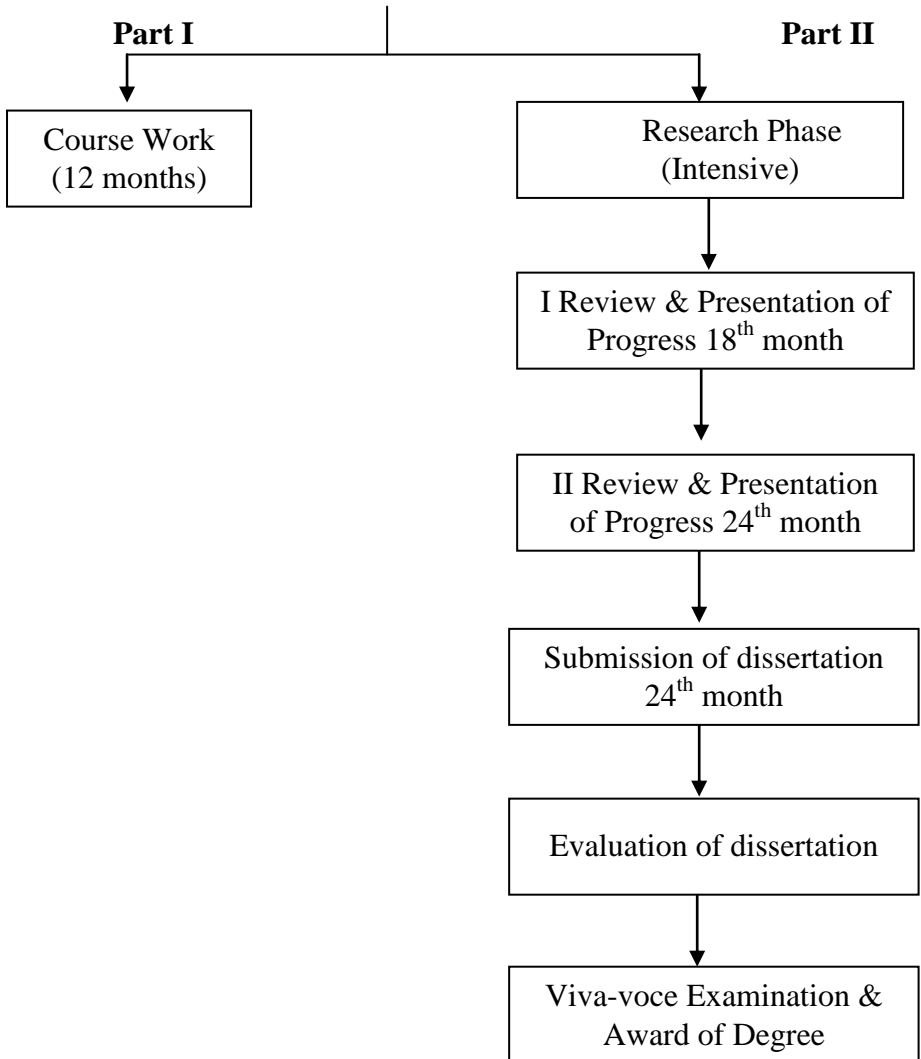 Part I
Part II
Course Work
(12 months)
Research Phase
(Intensive)
I Review & Presentation of
Progress 18th month
II Review & Presentation
of Progress 24th month
Submission of dissertation
24th month
Evaluation of dissertation
Viva-voce Examination &
Award of Degree